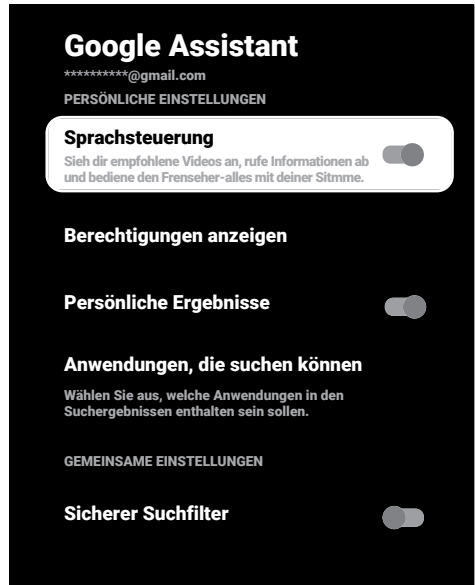 Google Assistant
**********@gmail.com
PERSÖNLICHE EINSTELLUNGEN
Sprachsteuerung
Sieh dir empfohlene Videos an, rufe Informationen ab
und bediene den Frenseher-alles mit deiner Sitmme.
Berechtigungen anzeigen
Persönliche Ergebnisse
Anwendungen, die suchen können
Wählen Sie aus, welche Anwendungen in den
Suchergebnissen enthalten sein sollen.
GEMEINSAME EINSTELLUNGEN
Sicherer Suchfilter